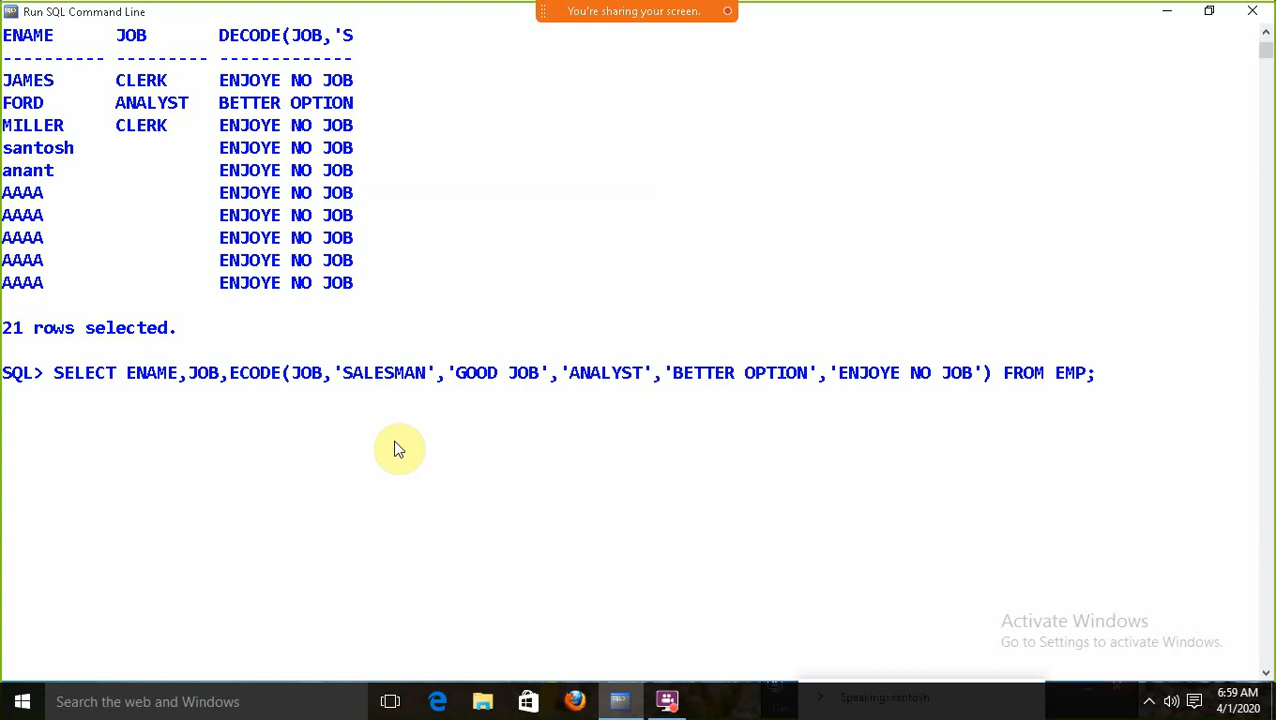 Run SQL Command Line
You're sharing your screen.
ENAME JOB DECODE(JOB,'S
---------- --------- -------------
JAMES CLERK ENJOYE NO JOB
FORD ANALYST BETTER OPTION
MILLER CLERK ENJOYE NO JOB
santosh ENJOYE NO JOB
anant ENJOYE NO JOB
AAAA ENJOYE NO JOB
AAAA ENJOYE NO JOB
AAAA ENJOYE NO JOB
AAAA ENJOYE NO JOB
AAAA ENJOYE NO JOB
21 rows selected.
SQL> SELECT ENAME,JOB,ECODE(JOB,'SALESMAN','GOOD JOB','ANALYST','BETTER OPTION','ENJOYE NO JOB') FROM EMP;
Activate Windows
Go to Settings to activate Windows.
Search the web and Windows
Speaking: santosh
6:59 AM
4/1/2020